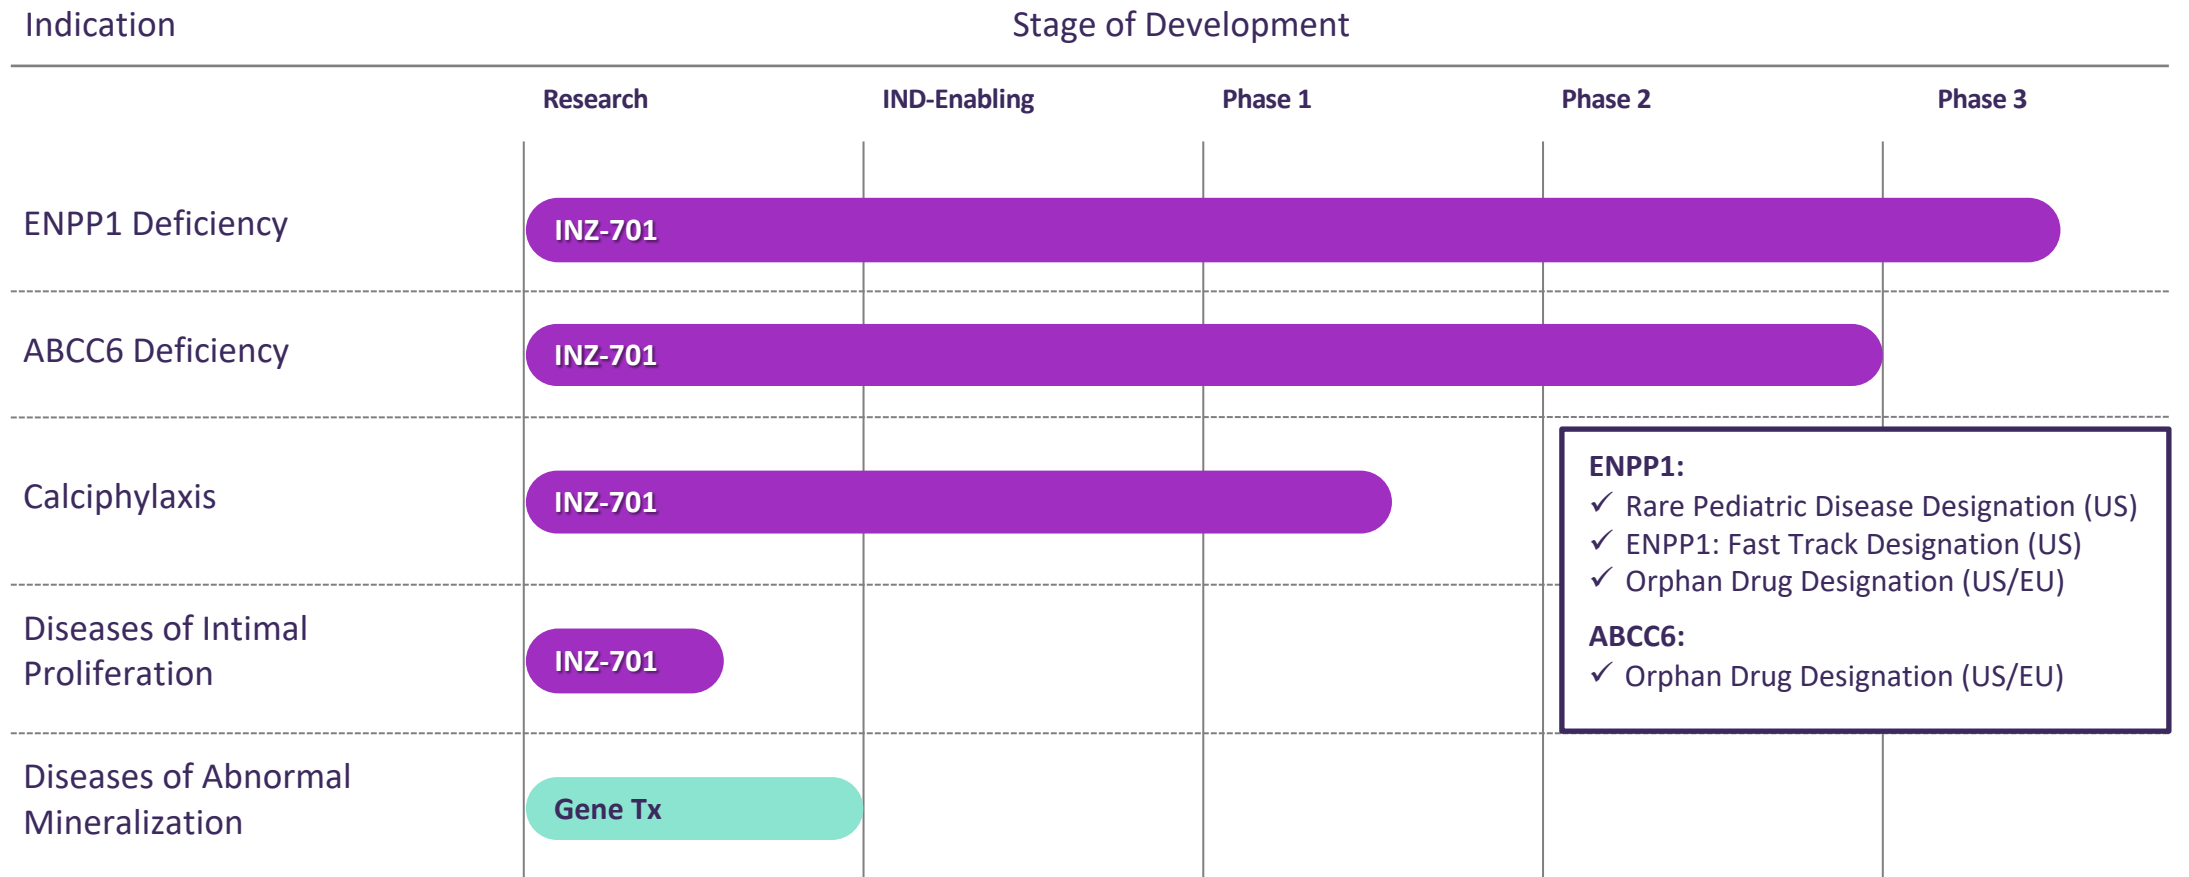 Indication
Stage of Development
Research
IND-Enabling
Phase 1
Phase 2
Phase 3
ENPP1 Deficiency
INZ-701
ABCC6 Deficiency
INZ-701
Calciphylaxis
INZ-701
Diseases of Intimal
Proliferation
INZ-701
Diseases of Abnormal
Mineralization
Gene Tx
ENPP1:
✓ Rare Pediatric Disease Designation (US)
✓ ENPP1: Fast Track Designation (US)
✓ Orphan Drug Designation (US/EU)
ABCC6:
✓ Orphan Drug Designation (US/EU)